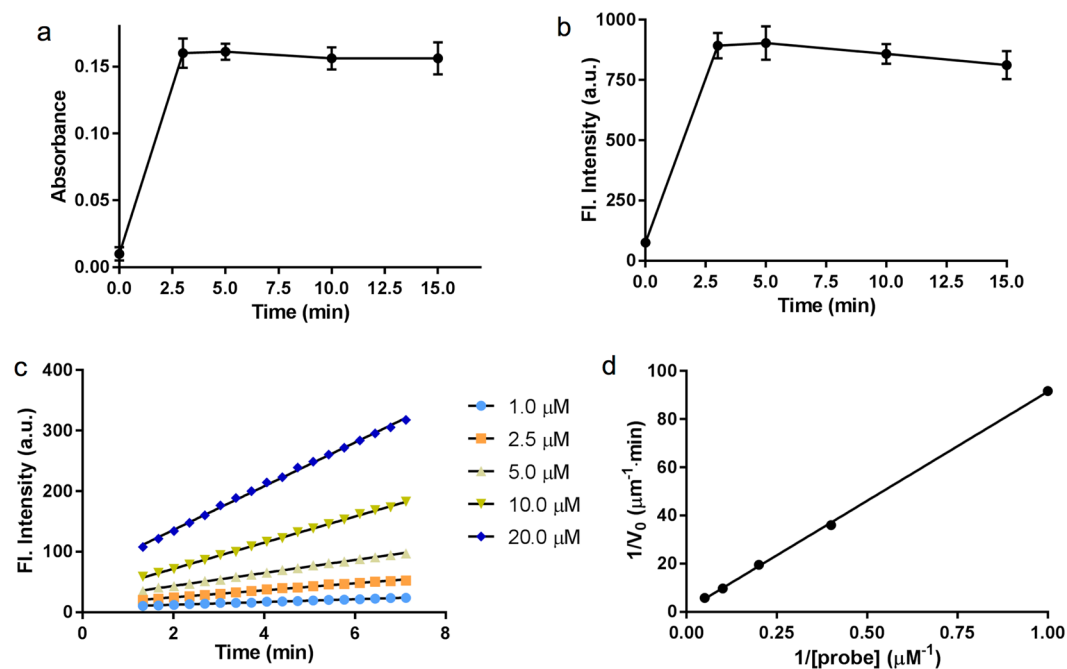 a
Absorbance
0.15
0.10
0.05
0.00
0.0 2.5 5.0 7.5 10.0 12.5 15.0
Time (min)
b
Fl. Intensity (a.u.)
1000
750
500
250
0
0.0 2.5 5.0 7.5 10.0 12.5 15.0
Time (min)
c
Fl. Intensity (a.u.)
400
300
200
100
0
0 2 4 6 8
Time (min)
1.0 μM
2.5 μM
5.0 μM
10.0 μM
20.0 μM
d
1/V₀ (μm⁻¹·min)
100
80
60
40
20
0
0.00 0.25 0.50 0.75 1.00
1/[probe] (μM⁻¹)